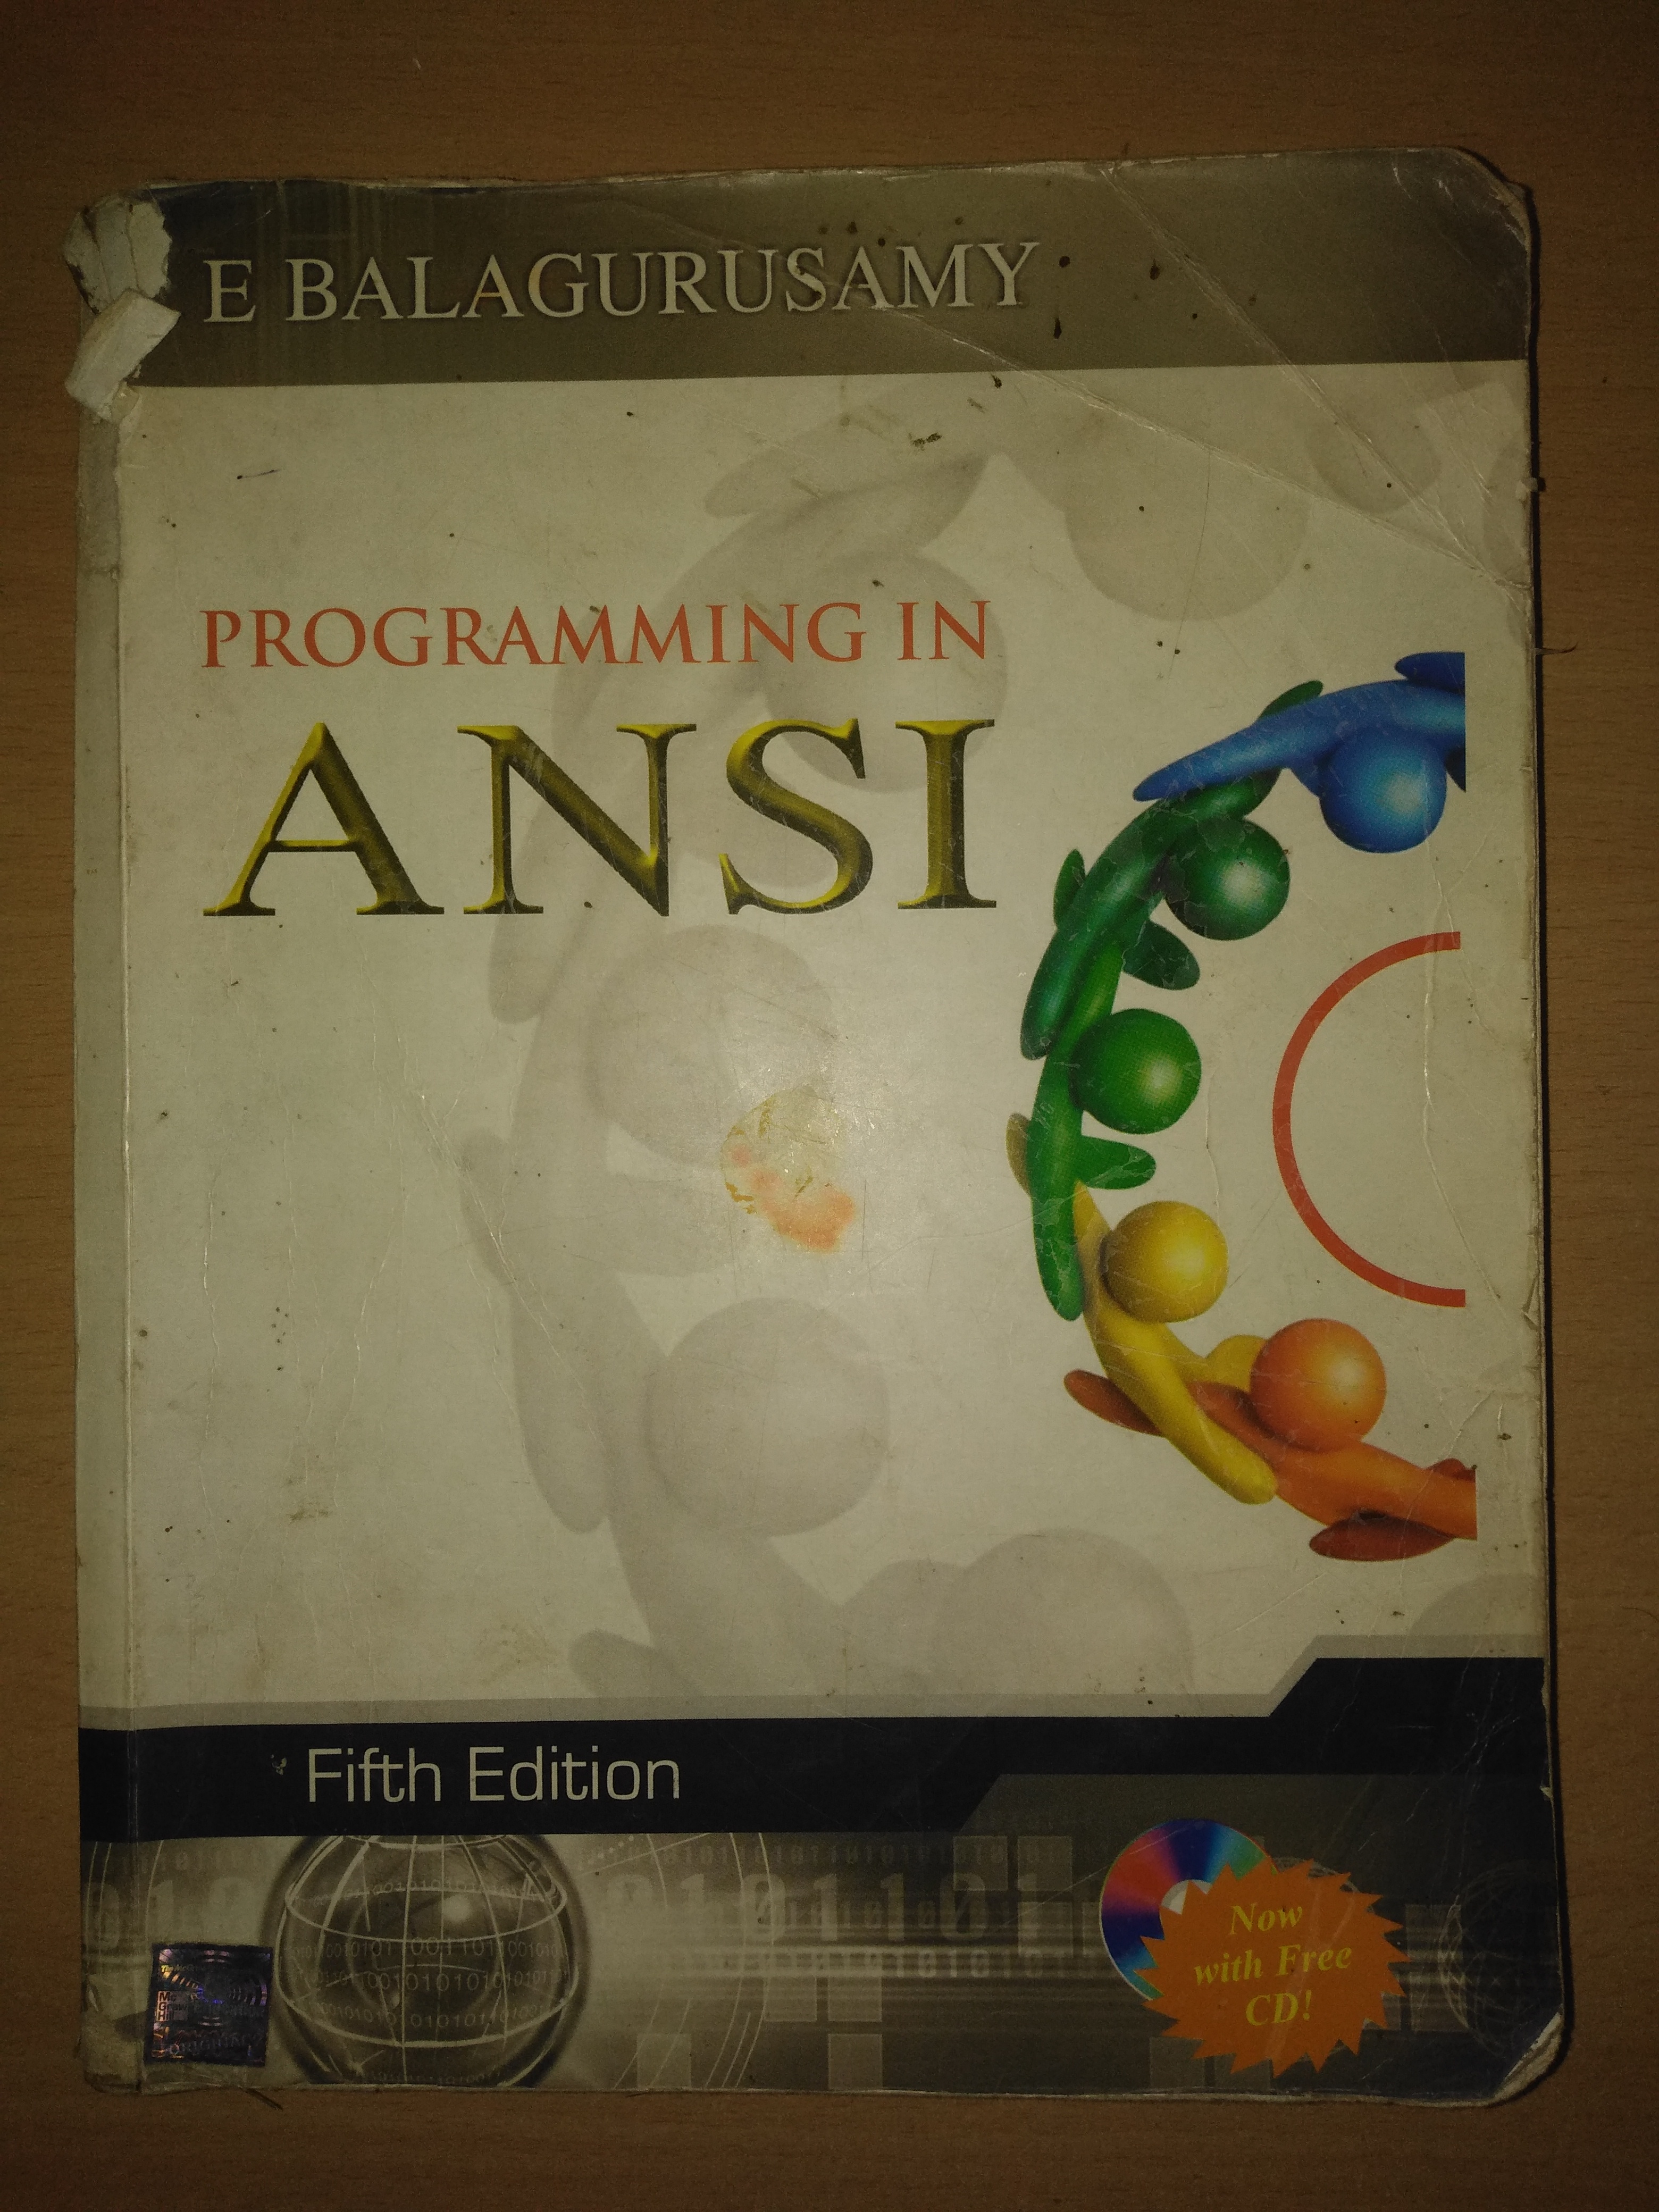 E BALAGURUSAMY
PROGRAMMING IN
ANSI
C
Fifth Edition
Now
with Free
CD!